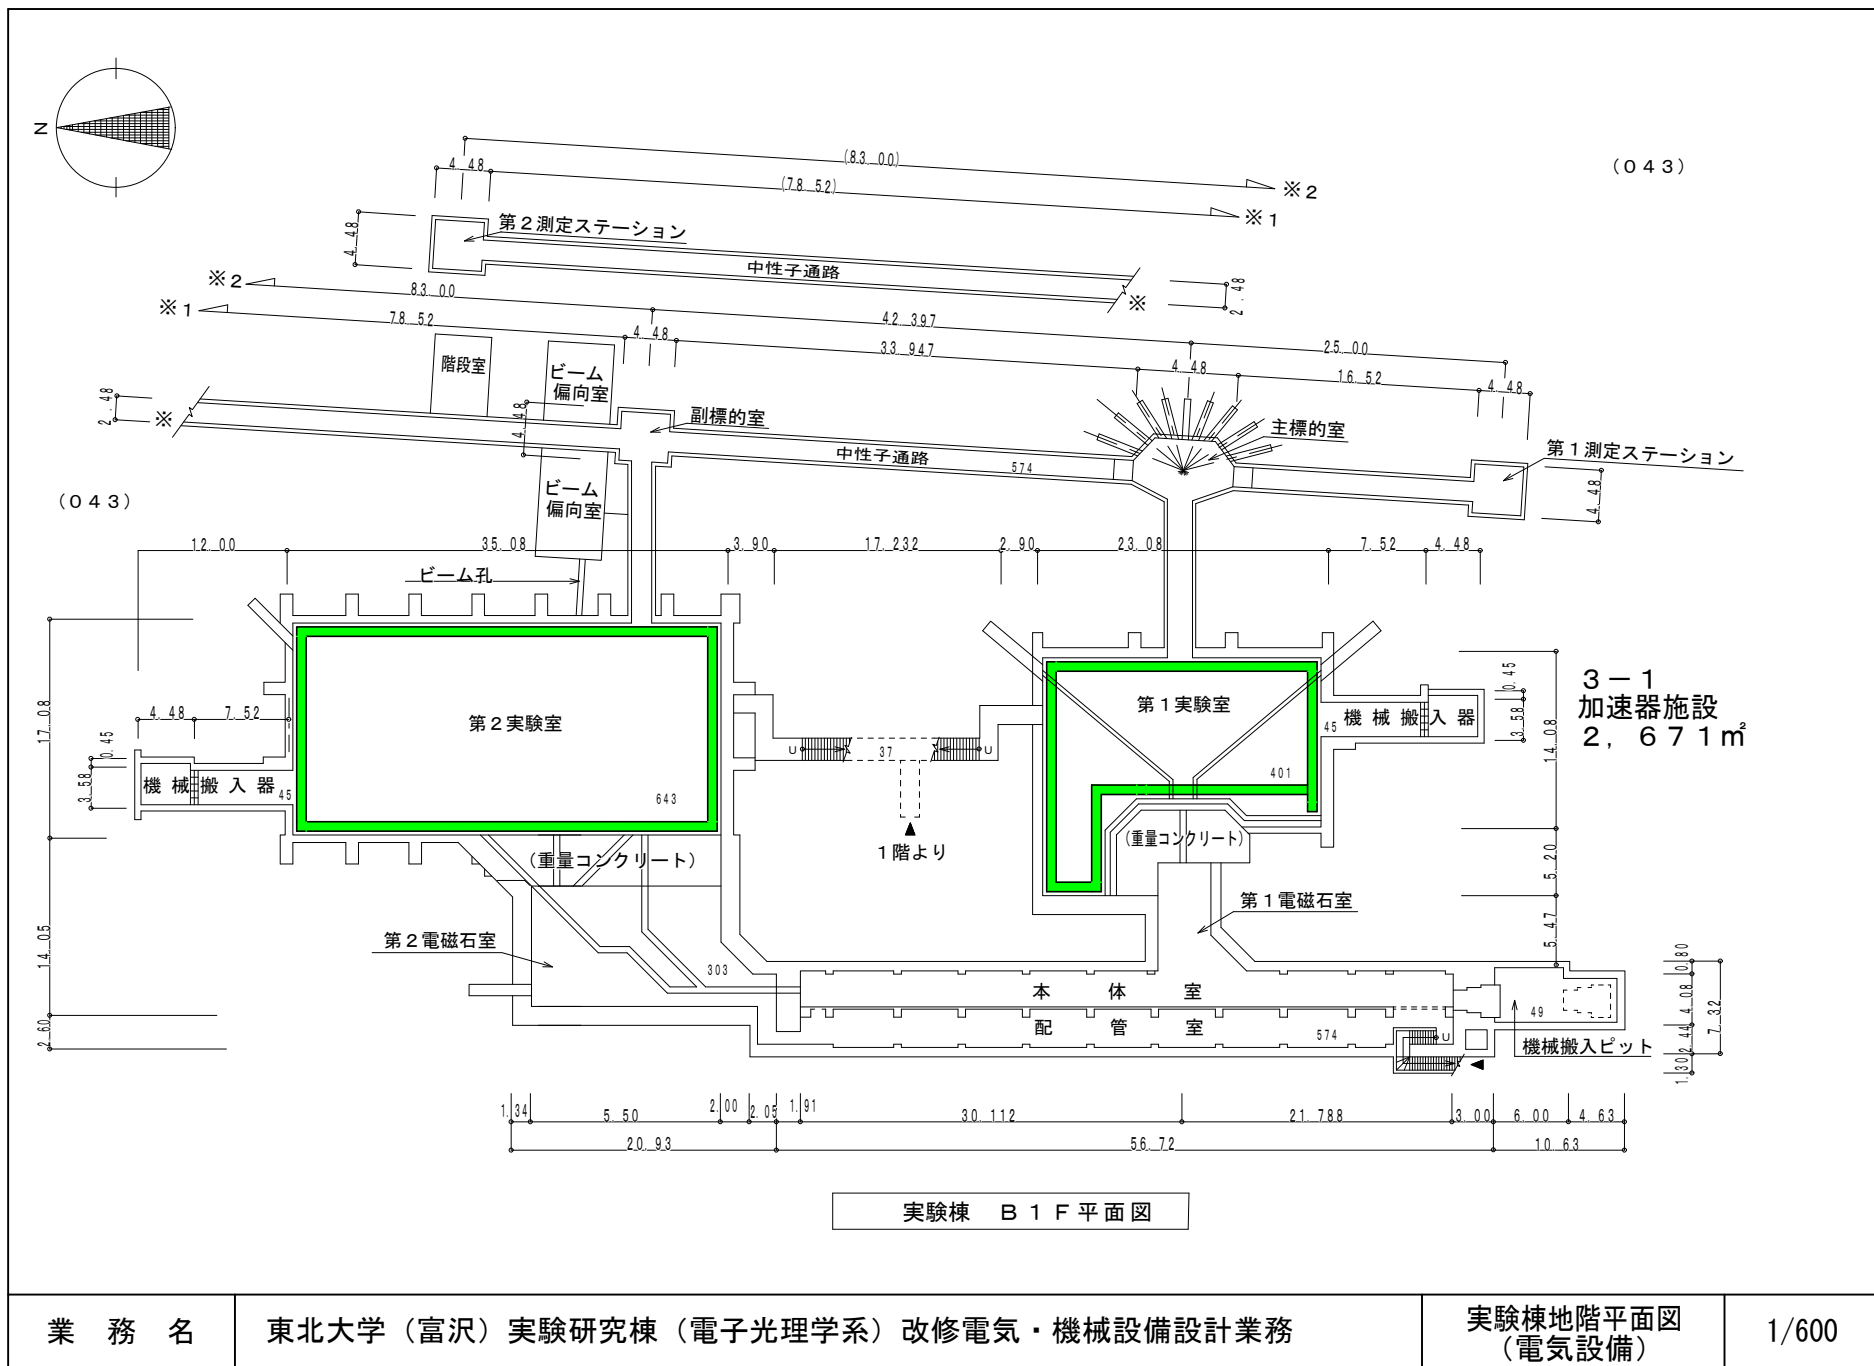 N
(83.00)
(043)
4.48
(78.52)
※2
※1
第2測定ステーション
4.48
中性子通路
※
2.48
※2
83.00
※1
78.52
4.48
42.397
33.947
25.00
4.48
16.52
4.48
階段室
ビーム
偏向室
2.48
※
4.48
副標的室
主標的室
中性子通路
574
第1測定ステーション
4.48
(043)
ビーム
偏向室
12.00
35.08
3.90
17.232
2.90
23.08
7.52
4.48
ビーム孔
17.08
4.48
7.52
0.45
3.58
機械搬入器
45
第2実験室
643
U
37
U
1階より
第1実験室
401
45
機械搬入器
0.45
3.58
14.08
3-1
加速器施設
2,671㎡
(重量コンクリート)
(重量コンクリート)
5.20
第1電磁石室
5.47
14.05
第2電磁石室
303
2.60
本体室
配管室
574
U
49
機械搬入ピット
0.80
4.08
2.44
1.30
7.32
1.34
5.50
2.00
2.05
1.91
30.112
21.788
3.00
6.00
4.63
20.93
56.72
10.63
実験棟 B1F平面図
業務名
東北大学(富沢)実験研究棟(電子光理学系)改修電気・機械設備設計業務
実験棟地階平面図
(電気設備)
1/600